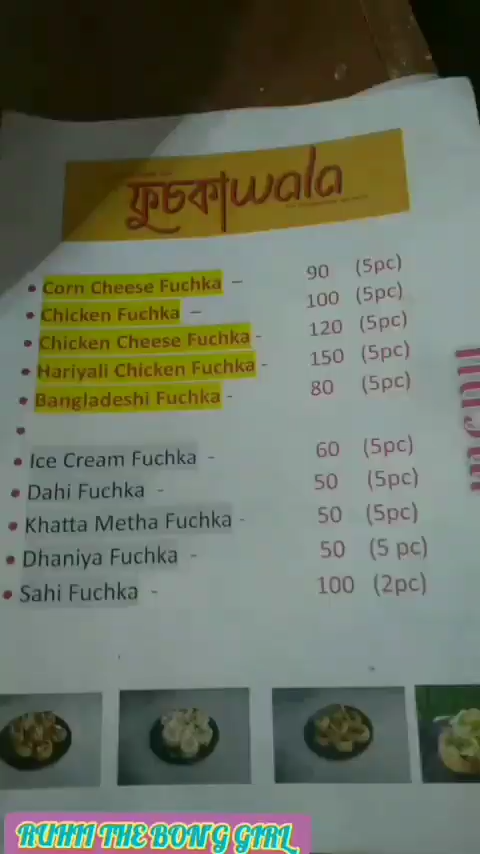 ফুচকাwala
Corn Cheese Fuchka – 90 (5pc)
Chicken Fuchka – 100 (5pc)
Chicken Cheese Fuchka - 120 (5pc)
Hariyali Chicken Fuchka - 150 (5pc)
Bangladeshi Fuchka - 80 (5pc)
Ice Cream Fuchka - 60 (5pc)
Dahi Fuchka - 50 (5pc)
Khatta Metha Fuchka - 50 (5pc)
Dhaniya Fuchka - 50 (5 pc)
Sahi Fuchka - 100 (2pc)
RUHII THE BONG GIRL